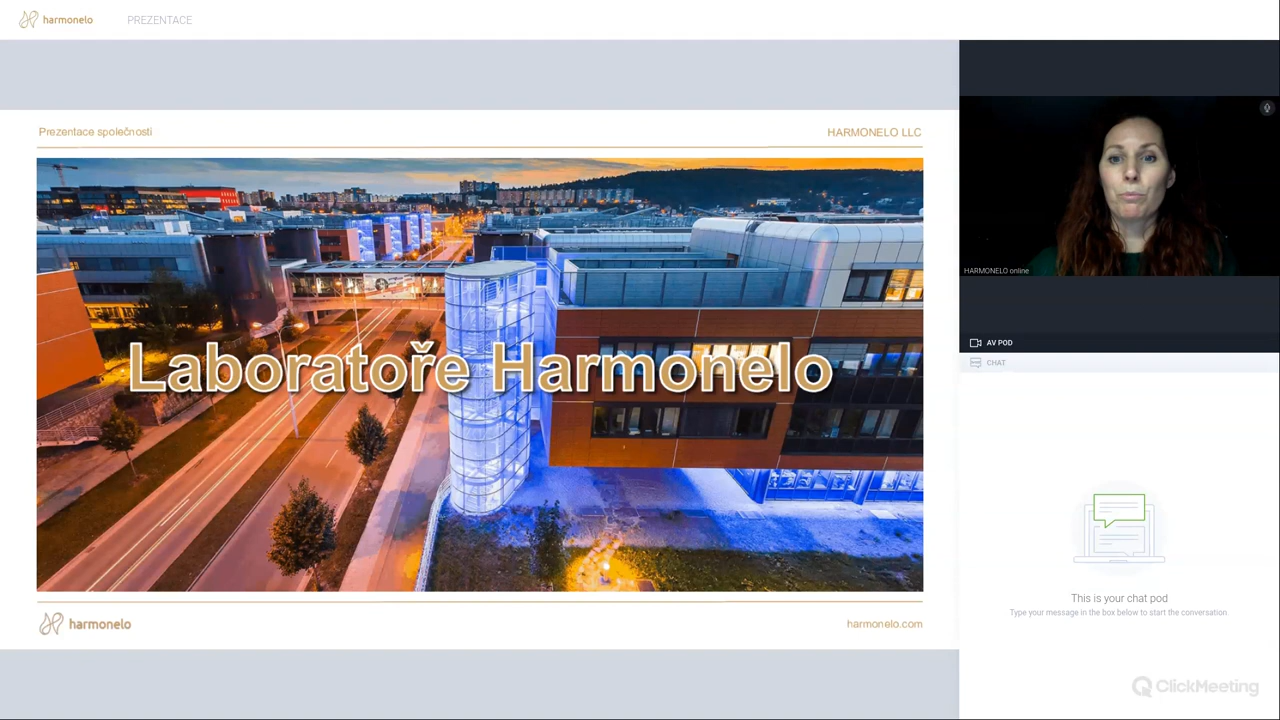 harmonelo
PREZENTACE
Prezentace společnosti
HARMONELO LLC
Laboratoře Harmonelo
harmonelo
harmonelo.com
HARMONELO online
AV POD
CHAT
This is your chat pod
Type your message in the box below to start the conversation.
ClickMeeting